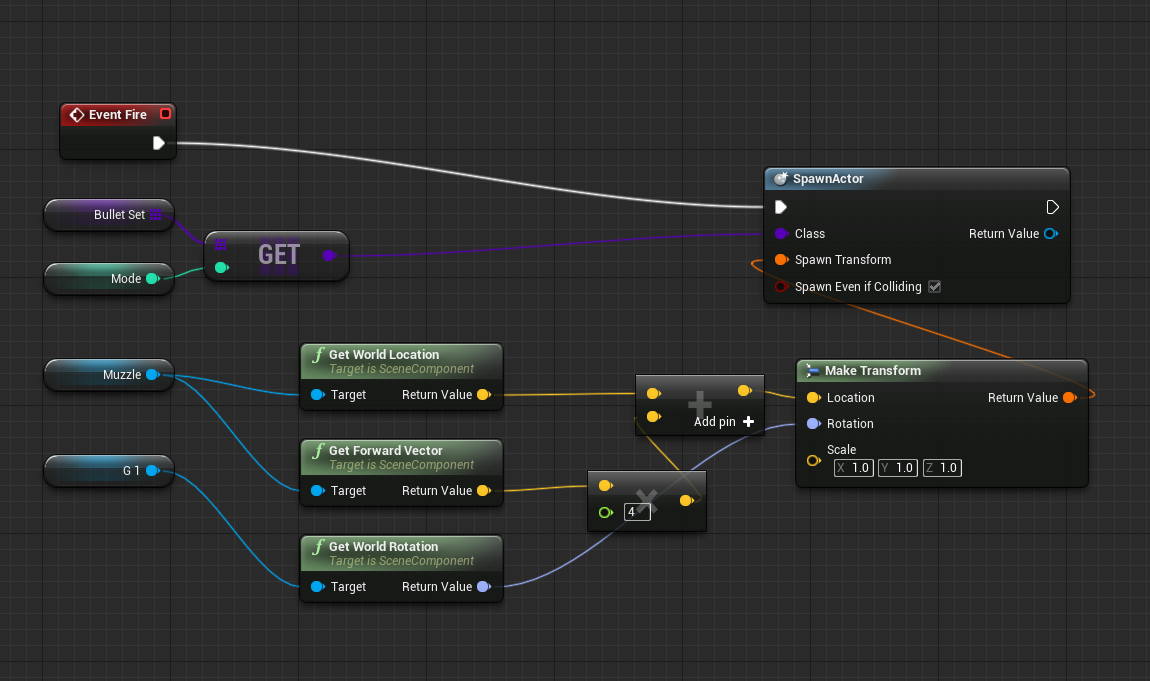 Event Fire
Bullet Set
Mode
GET
SpawnActor
Class
Return Value
Spawn Transform
Spawn Even if Colliding
Muzzle
G 1
f Get World Location
Target is SceneComponent
Target
Return Value
f Get Forward Vector
Target is SceneComponent
Target
Return Value
f Get World Rotation
Target is SceneComponent
Target
Return Value
+
Add pin +
×
4
Make Transform
Location
Return Value
Rotation
Scale
X 1.0 Y 1.0 Z 1.0